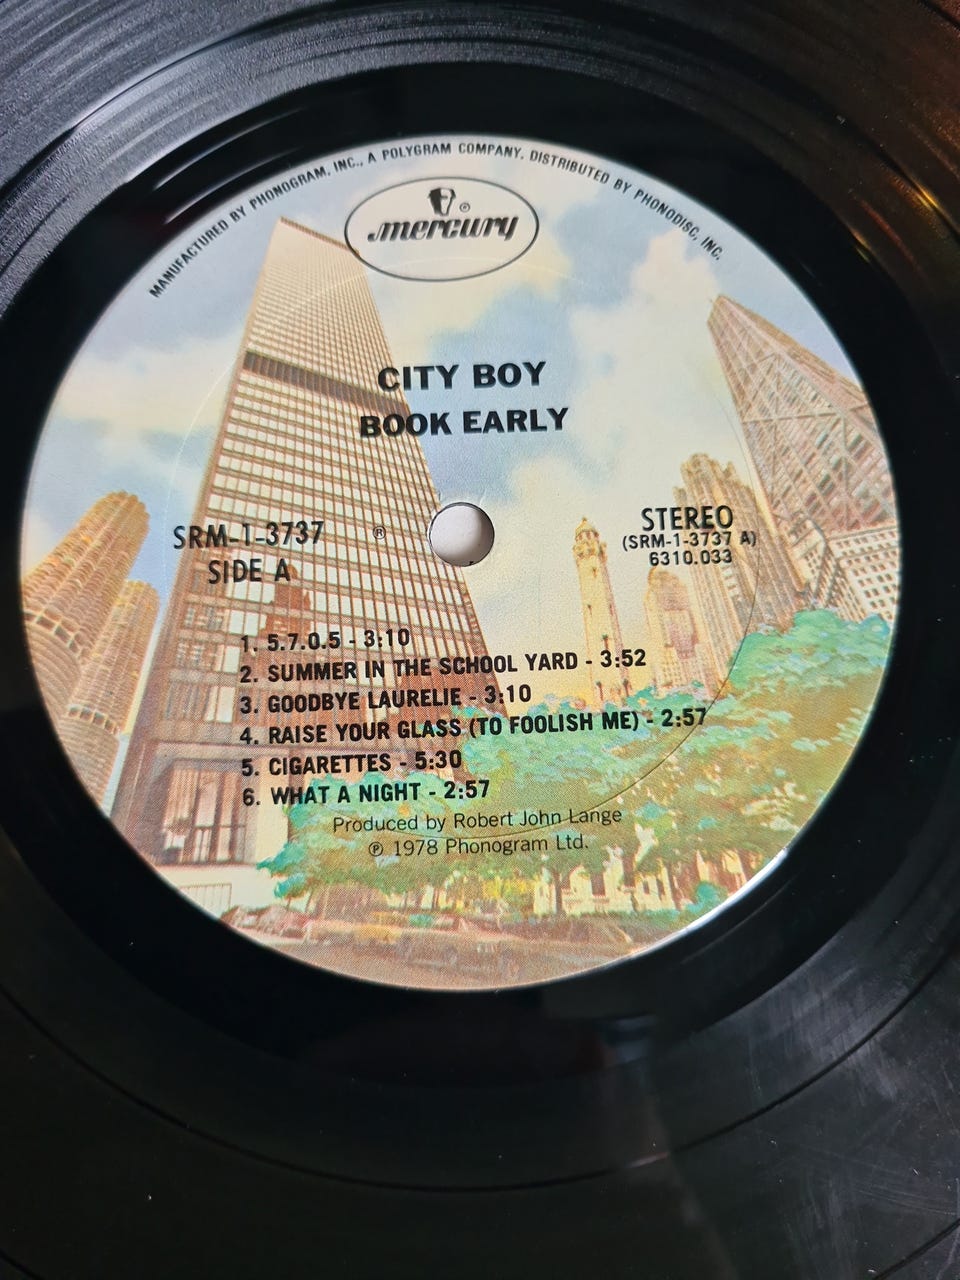 MANUFACTURED BY PHONOGRAM, INC., A POLYGRAM COMPANY. DISTRIBUTED BY PHONODISC, INC.
mercury ®
CITY BOY
BOOK EARLY
SRM-1-3737 ®
SIDE A
STEREO
(SRM-1-3737 A)
6310.033
1. 5.7.0.5 - 3:10
2. SUMMER IN THE SCHOOL YARD - 3:52
3. GOODBYE LAURELIE - 3:10
4. RAISE YOUR GLASS (TO FOOLISH ME) - 2:57
5. CIGARETTES - 5:30
6. WHAT A NIGHT - 2:57
Produced by Robert John Lange
℗ 1978 Phonogram Ltd.